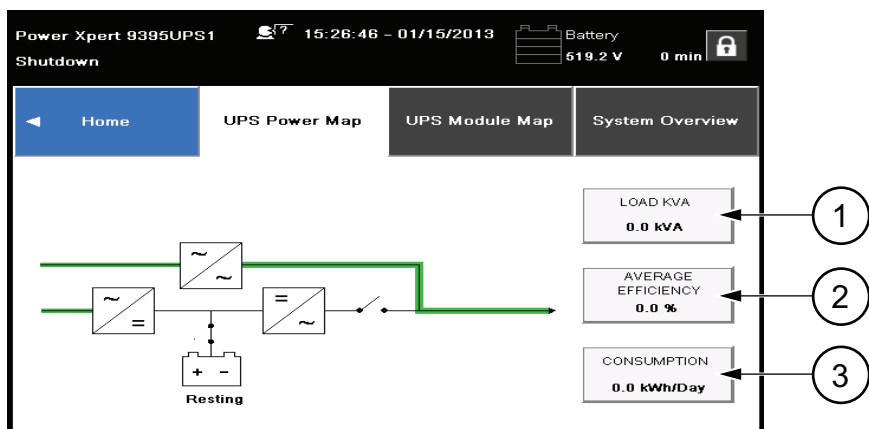 Power Xpert 9395UPS1
15:26:46 - 01/15/2013
Battery
Shutdown
519.2 V 0 min
Home
UPS Power Map
UPS Module Map
System Overview
LOAD KVA
0.0 kVA
1
AVERAGE
EFFICIENCY
0.0 %
2
CONSUMPTION
0.0 kWh/Day
3
~
~
~
=
=
~
+ -
Resting